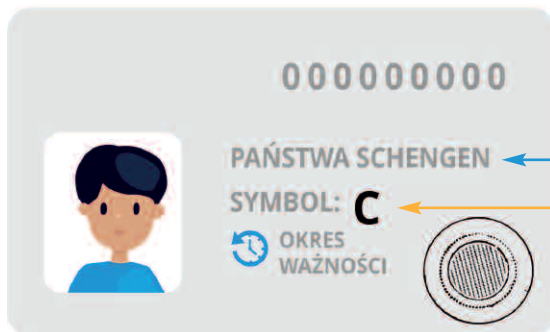 000000000
PAŃSTWA SCHENGEN
SYMBOL: C
OKRES
WAŻNOŚCI